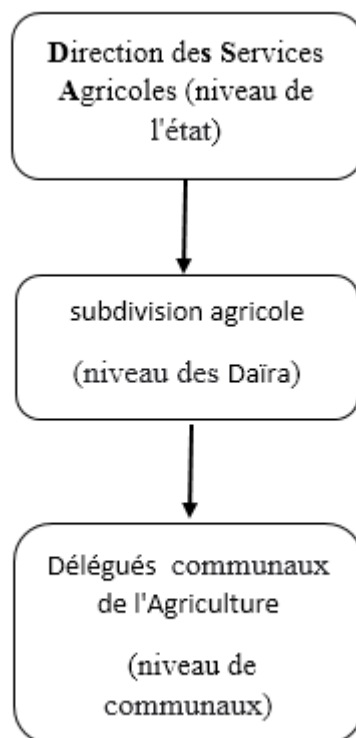 Direction des Services
Agricoles (niveau de
l'état)
subdivision agricole
(niveau des Daïra)
Délégués communaux
de l'Agriculture
(niveau de
communaux)